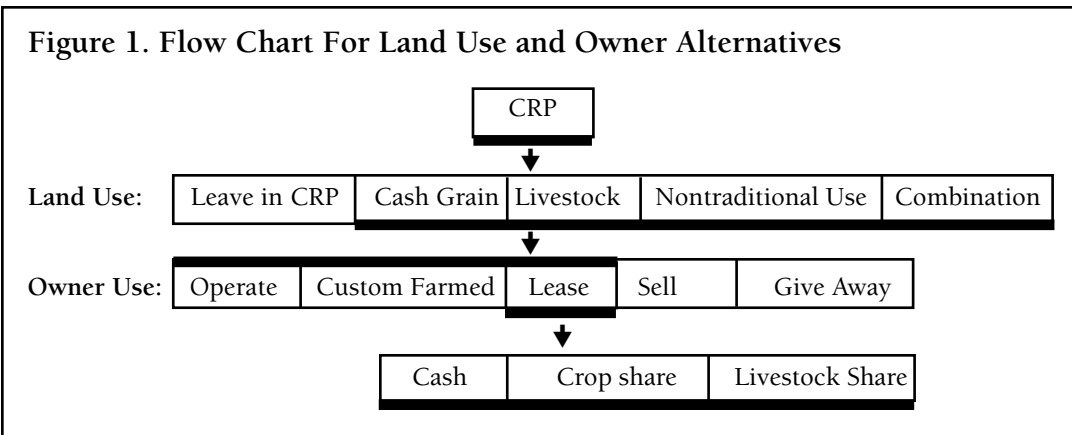 Figure 1. Flow Chart For Land Use and Owner Alternatives
CRP
Land Use: Leave in CRP Cash Grain Livestock Nontraditional Use Combination
Owner Use: Operate Custom Farmed Lease Sell Give Away
Cash Crop share Livestock Share